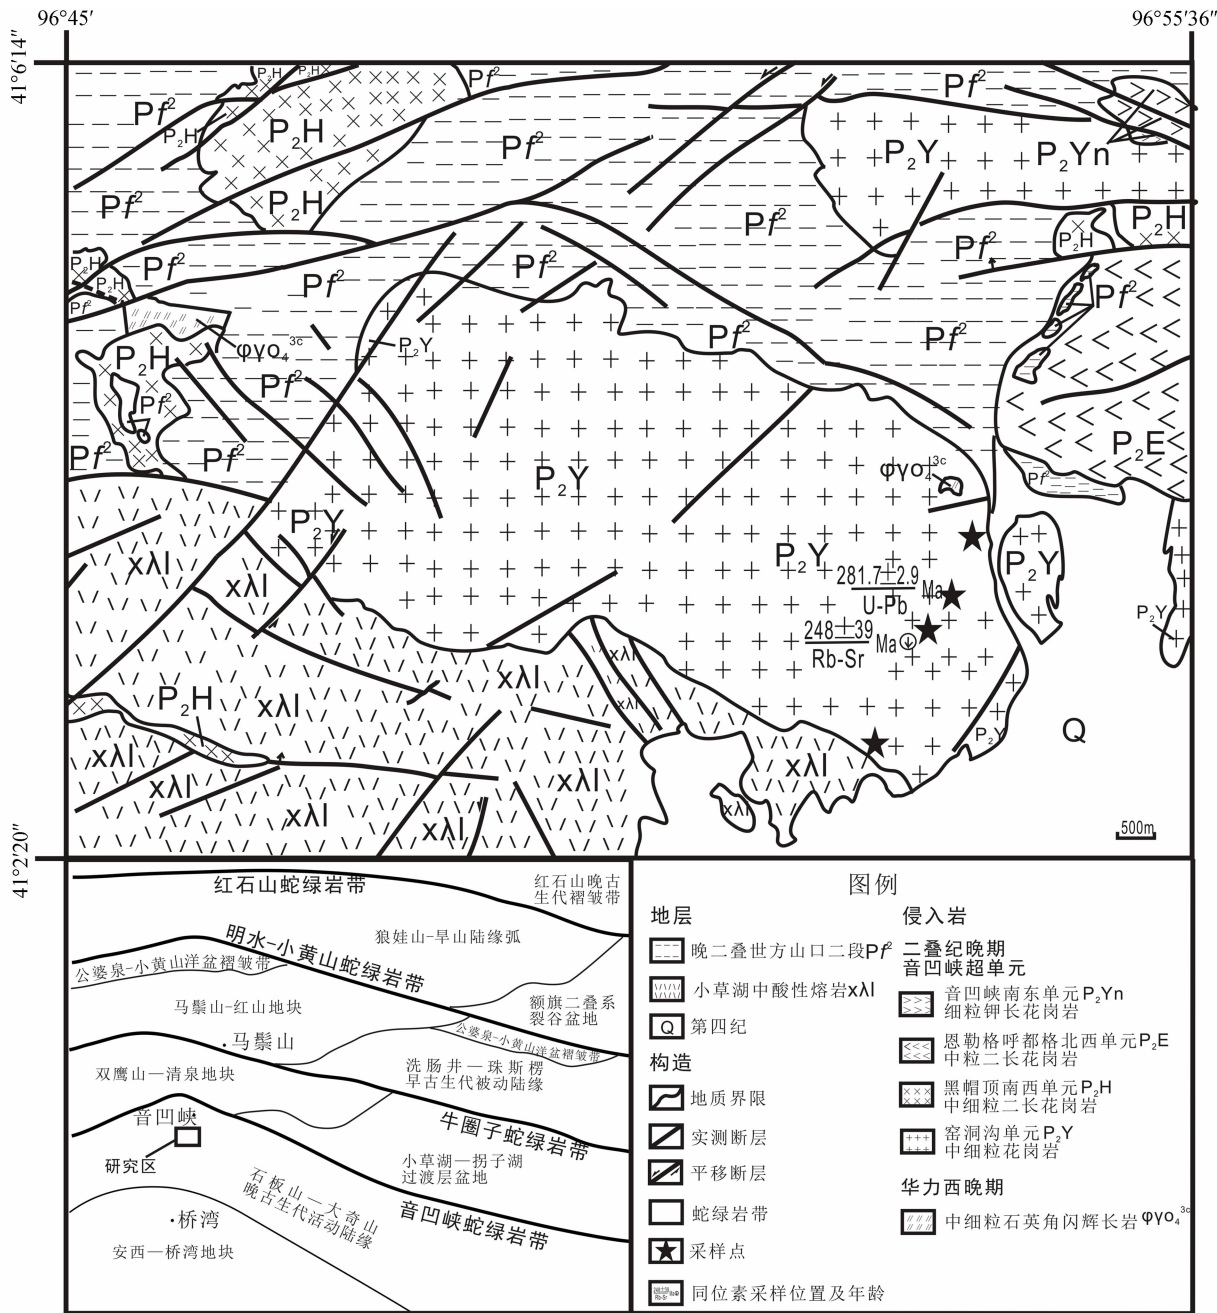 96°45′
96°55′36″
41°6′14″
P₂H
P₂H
Pf²
Pf²
Pf²
P₂H
P₂H
Pf²
P₂Y
P₂Yn
Pf²
P₂H
Pf²
P₂H
Pf²
P₂H
P₂H
P₂H
Pf²
Pf²
Pf²
P₂H
Pf²
Pf²
Pf²
Pf²
φγο₄³ᶜ
P₂Y
P₂H
Pf²
Pf²
P₂E
Pf²
Pf²
φγο₄³ᶜ
Pf²
P₂Y
P₂Y
P₂Y
P₂Y
xλl
xλl
281.7±2.9
U-Pb
Ma
248±39
Rb-Sr
Ma
P₂Y
xλl
xλl
xλl
P₂H
xλl
P₂Y
Q
xλl
xλl
xλl
xλl
xλl
xλl
xλl
500m
41°2′20″
红石山蛇绿岩带
红石山晚古
生代褶皱带
狼娃山-旱山陆缘弧
明水-小黄山蛇绿岩带
公婆泉-小黄山洋盆褶皱带
马鬃山-红山地块
额旗二叠系
裂谷盆地
公婆泉-小黄山洋盆褶皱带
·马鬃山
双鹰山—清泉地块
洗肠井—珠斯楞
早古生代被动陆缘
音凹峡
牛圈子蛇绿岩带
研究区
小草湖—拐子湖
过渡层盆地
石板山—大奇山
晚古生代活动陆缘
音凹峡蛇绿岩带
·桥湾
安西—桥湾地块
图例
地层
晚二叠世方山口二段Pf²
小草湖中酸性熔岩xλl
Q 第四纪
构造
地质界限
实测断层
平移断层
蛇绿岩带
采样点
同位素采样位置及年龄
侵入岩
二叠纪晚期
音凹峡超单元
音凹峡南东单元P₂Yn
细粒钾长花岗岩
恩勒格呼都格北西单元P₂E
中粒二长花岗岩
黑帽顶南西单元P₂H
中细粒二长花岗岩
窑洞沟单元P₂Y
中细粒花岗岩
华力西晚期
中细粒石英角闪辉长岩 φγο₄³ᶜ